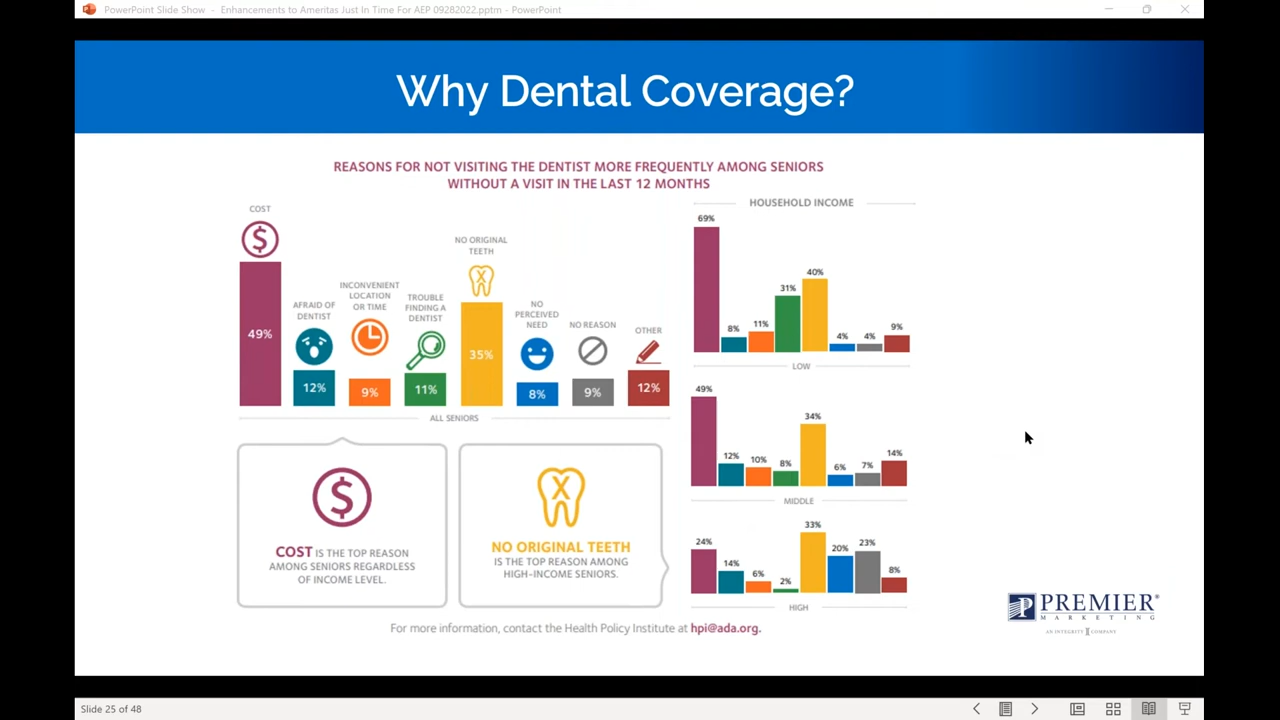 PowerPoint Slide Show - Enhancements to Ameritas Just In Time For AEP 09282022.pptm - PowerPoint
Why Dental Coverage?
REASONS FOR NOT VISITING THE DENTIST MORE FREQUENTLY AMONG SENIORS
WITHOUT A VISIT IN THE LAST 12 MONTHS
COST
$
49%
AFRAID OF
DENTIST
12%
INCONVENIENT
LOCATION
OR TIME
9%
TROUBLE
FINDING A
DENTIST
11%
NO ORIGINAL
TEETH
X
35%
NO
PERCEIVED
NEED
8%
NO REASON
9%
OTHER
12%
ALL SENIORS
HOUSEHOLD INCOME
69%
8%
11%
31%
40%
4%
4%
9%
LOW
49%
12%
10%
8%
34%
6%
7%
14%
MIDDLE
24%
14%
6%
2%
33%
20%
23%
8%
HIGH
$
COST IS THE TOP REASON
AMONG SENIORS REGARDLESS
OF INCOME LEVEL.
X
NO ORIGINAL TEETH
IS THE TOP REASON AMONG
HIGH-INCOME SENIORS.
For more information, contact the Health Policy Institute at hpi@ada.org.
P PREMIER®
MARKETING
AN INTEGRITY COMPANY
Slide 25 of 48